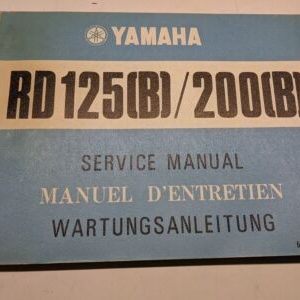 YAMAHA
RD125(B)/200(B)
SERVICE MANUAL
MANUEL D'ENTRETIEN
WARTUNGSANLEITUNG